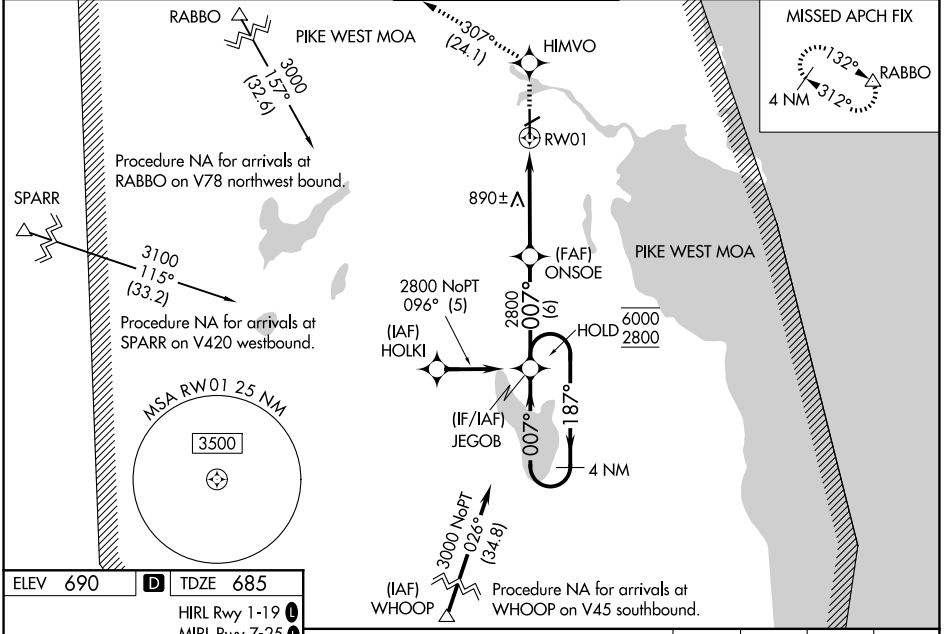 RABBO
PIKE WEST MOA
3000
157°
(32.6)
307°
(24.1)
HIMVO
MISSED APCH FIX
132°
RABBO
4 NM
312°
RW01
Procedure NA for arrivals at
RABBO on V78 northwest bound.
SPARR
890±
3100
115°
(33.2)
(FAF)
ONSOE
PIKE WEST MOA
2800 NoPT
096° (5)
2800
007°
(6)
HOLD
6000
2800
Procedure NA for arrivals at
SPARR on V420 westbound.
(IAF)
HOLKI
MSA RW01 25 NM
3500
(IF/IAF)
JEGOB
007°
187°
4 NM
3000 NoPT
026°
(34.8)
ELEV 690
D
TDZE 685
HIRL Rwy 1-19 L
MIRL Rwy 7-25 L
(IAF)
WHOOP
Procedure NA for arrivals at
WHOOP on V45 southbound.